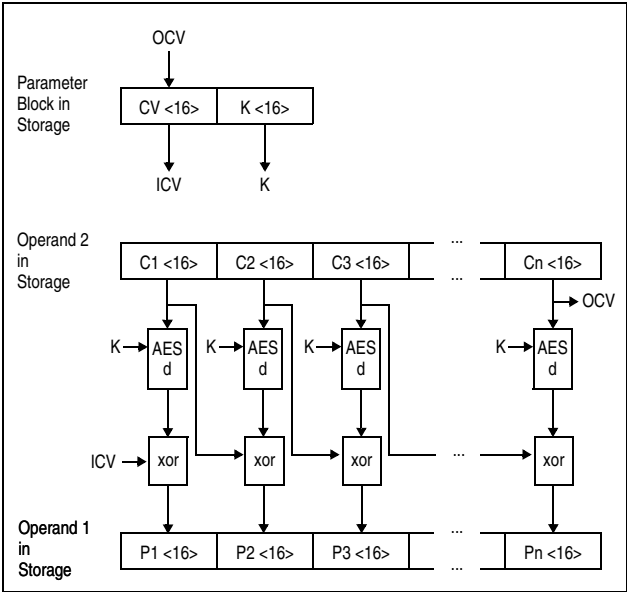 OCV
Parameter
Block in
Storage
CV <16> K <16>
ICV K
Operand 2
in
Storage
C1 <16> C2 <16> C3 <16> ... ... Cn <16>
OCV
K AES d K AES d K AES d K AES d
ICV xor xor xor ... xor
Operand 1
in
Storage
P1 <16> P2 <16> P3 <16> ... ... Pn <16>